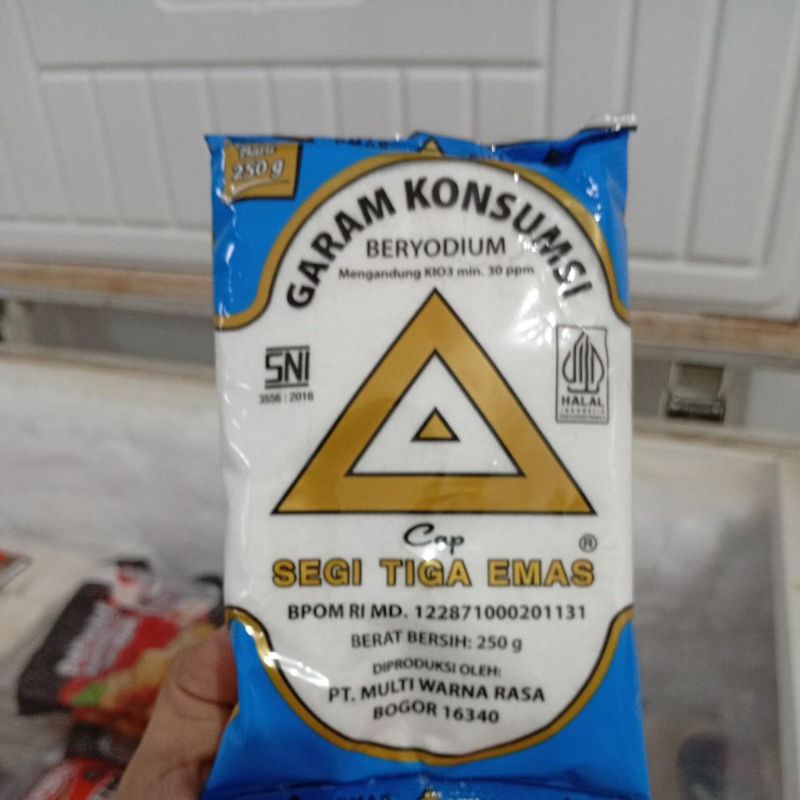 Baru
250 g
GARAM KONSUMSI
BERYODIUM
Mengandung KIO3 min. 30 ppm
SNI
3556 : 2016
HALAL
INDONESIA
Cap
SEGI TIGA EMAS ®
BPOM RI MD. 122871000201131
BERAT BERSIH: 250 g
DIPRODUKSI OLEH:
PT. MULTI WARNA RASA
BOGOR 16340